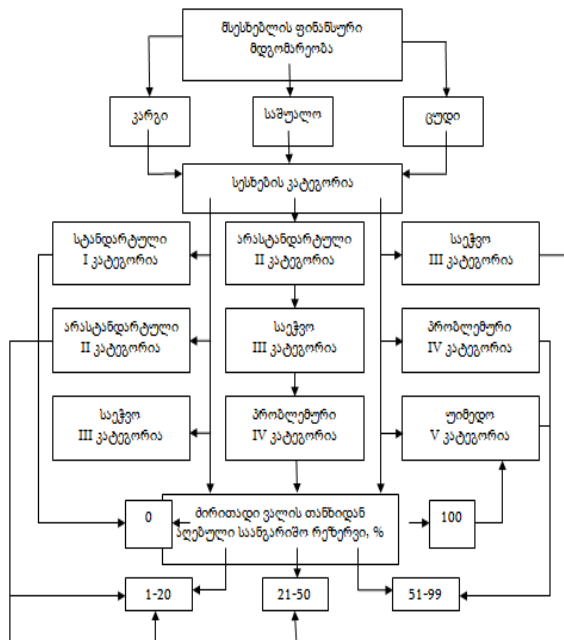 მსესხებლის ფინანსური
მდგომარეობა
კარგი
საშუალო
ცუდი
სესხების კატეგორია
სტანდარტული
I კატეგორია
არასტანდარტული
II კატეგორია
საეჭვო
III კატეგორია
არასტანდარტული
II კატეგორია
საეჭვო
III კატეგორია
პრობლემური
IV კატეგორია
საეჭვო
III კატეგორია
პრობლემური
IV კატეგორია
უიმედო
V კატეგორია
0
ძირითადი ვალის თანხიდან
აღებული საანგარიშო რეზერვი, %
100
1-20
21-50
51-99